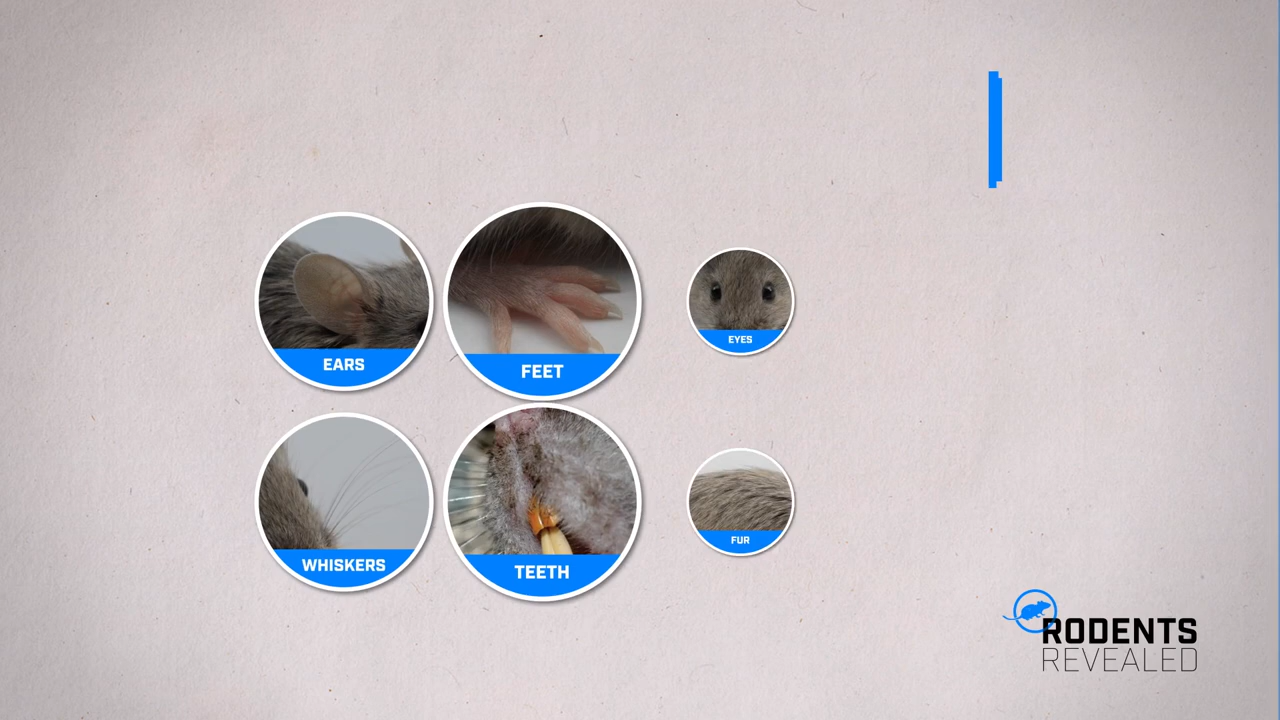 EARS
FEET
EYES
WHISKERS
TEETH
FUR
RODENTS
REVEALED